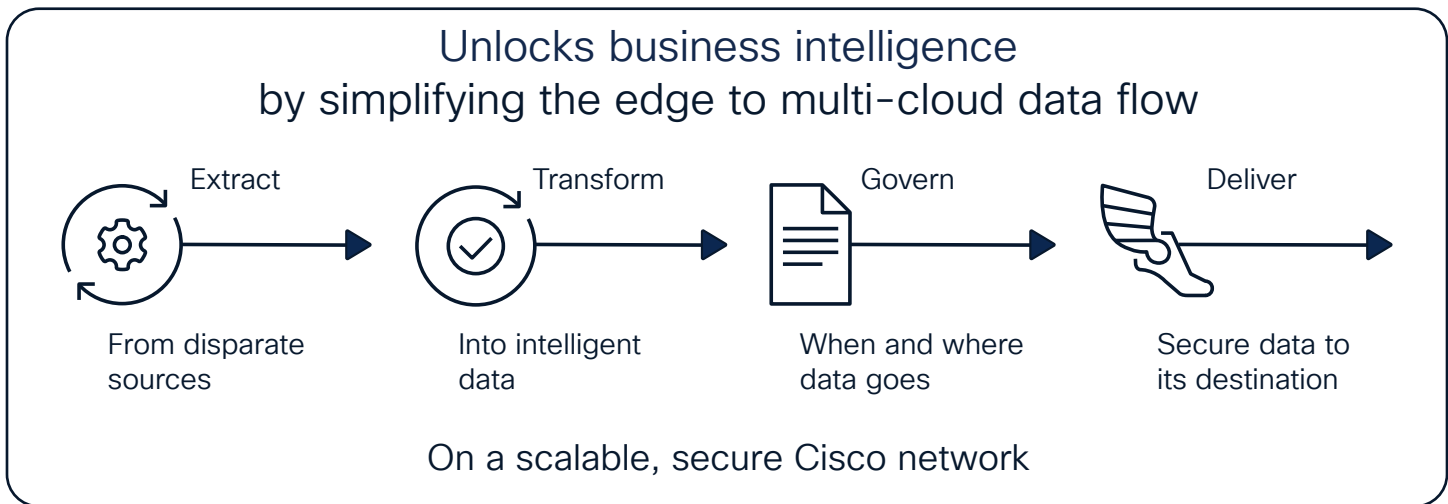 Unlocks business intelligence
by simplifying the edge to multi-cloud data flow
Extract
Transform
Govern
Deliver
From disparate
sources
Into intelligent
data
When and where
data goes
Secure data to
its destination
On a scalable, secure Cisco network